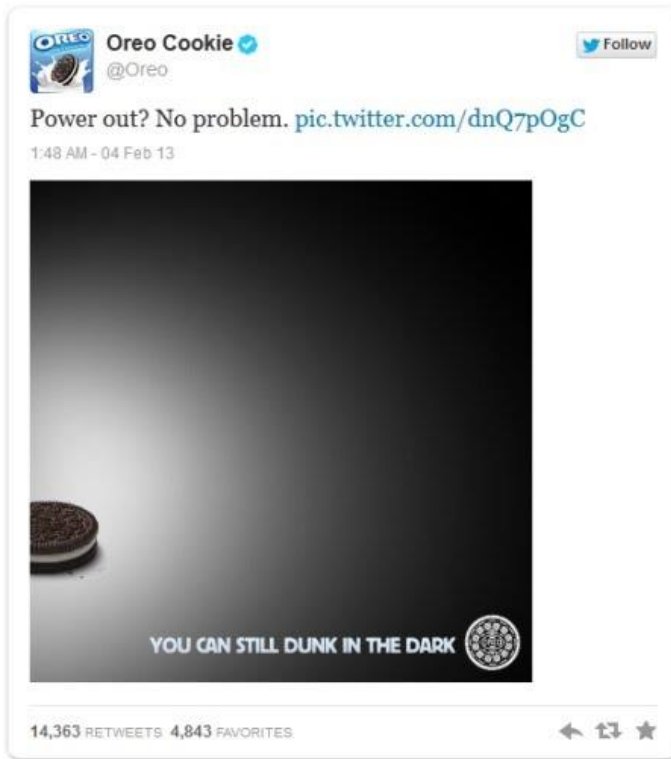 OREO
Oreo Cookie
Follow
@Oreo
Power out? No problem. pic.twitter.com/dnQ7pOgC
1:48 AM - 04 Feb 13
YOU CAN STILL DUNK IN THE DARK
14,363 RETWEETS 4,843 FAVORITES